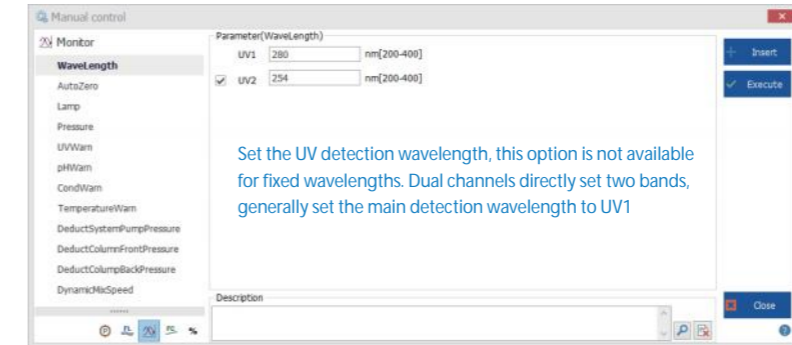 Manual control
Monitor
WaveLength
AutoZero
Lamp
Pressure
UVWarn
pHWarn
CondWarn
TemperatureWarn
DeductSystemPumpPressure
DeductColumnFrontPressure
DeductColumpBackPressure
DynamicMixSpeed
Parameter(WaveLength)
UV1 280 nm[200-400]
UV2 254 nm[200-400]
Set the UV detection wavelength, this option is not available
for fixed wavelengths. Dual channels directly set two bands,
generally set the main detection wavelength to UV1
Description
Insert
Execute
Close